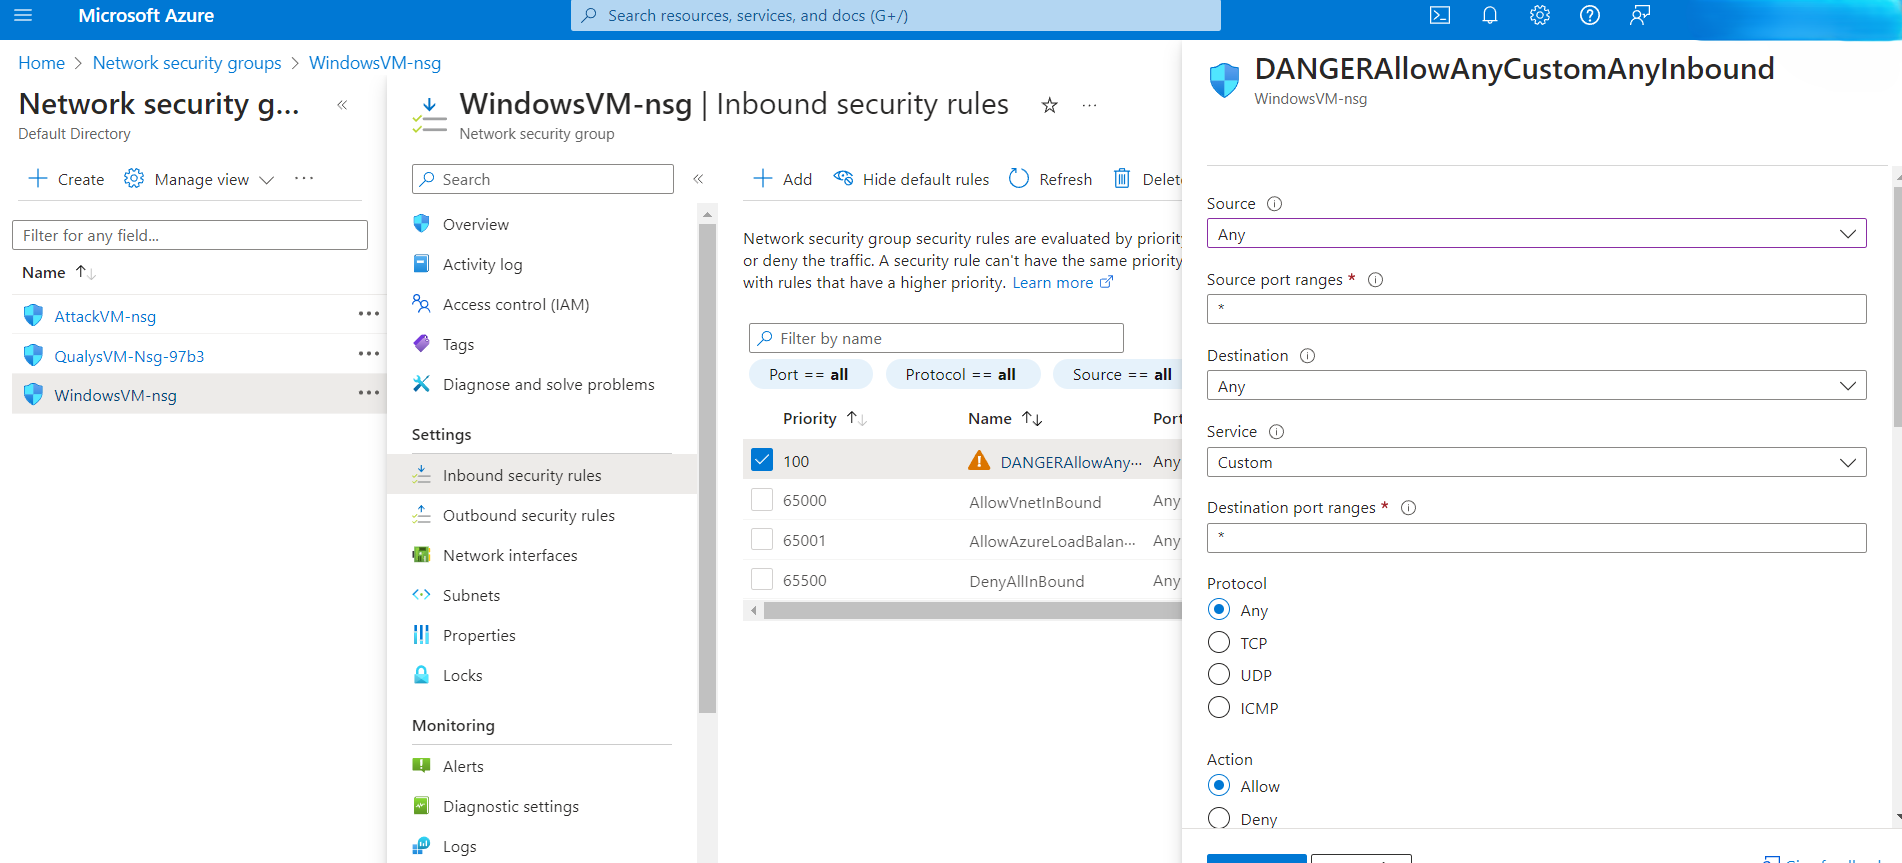 Microsoft Azure
Search resources, services, and docs (G+/)
Home > Network security groups > WindowsVM-nsg
Network security g...
Default Directory
Create
Manage view
Filter for any field...
Name
AttackVM-nsg
QualysVM-Nsg-97b3
WindowsVM-nsg
WindowsVM-nsg | Inbound security rules
Network security group
Search
Overview
Activity log
Access control (IAM)
Tags
Diagnose and solve problems
Settings
Inbound security rules
Outbound security rules
Network interfaces
Subnets
Properties
Locks
Monitoring
Alerts
Diagnostic settings
Logs
Add
Hide default rules
Refresh
Delete
Network security group security rules are evaluated by priority
or deny the traffic. A security rule can't have the same priority
with rules that have a higher priority. Learn more
Filter by name
Port == all
Protocol == all
Source == all
Priority Name Port
100 DANGERAllowAny... Any
65000 AllowVnetInBound Any
65001 AllowAzureLoadBalan... Any
65500 DenyAllInBound Any
DANGERAllowAnyCustomAnyInbound
WindowsVM-nsg
Source
Any
Source port ranges *
*
Destination
Any
Service
Custom
Destination port ranges *
*
Protocol
Any
TCP
UDP
ICMP
Action
Allow
Deny